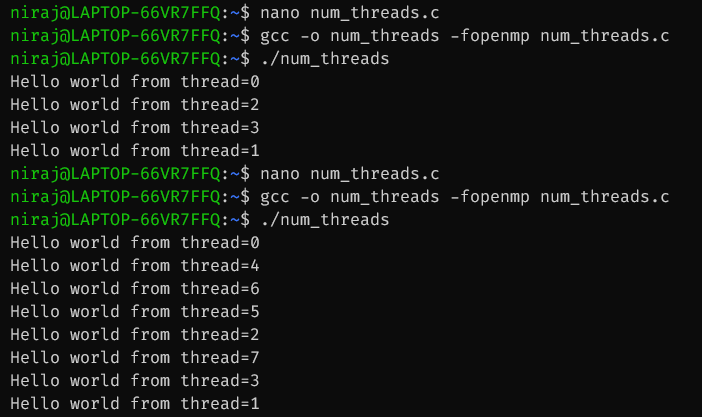 niraj@LAPTOP-66VR7FFQ:~$ nano num_threads.c
niraj@LAPTOP-66VR7FFQ:~$ gcc -o num_threads -fopenmp num_threads.c
niraj@LAPTOP-66VR7FFQ:~$ ./num_threads
Hello world from thread=0
Hello world from thread=2
Hello world from thread=3
Hello world from thread=1
niraj@LAPTOP-66VR7FFQ:~$ nano num_threads.c
niraj@LAPTOP-66VR7FFQ:~$ gcc -o num_threads -fopenmp num_threads.c
niraj@LAPTOP-66VR7FFQ:~$ ./num_threads
Hello world from thread=0
Hello world from thread=4
Hello world from thread=6
Hello world from thread=5
Hello world from thread=2
Hello world from thread=7
Hello world from thread=3
Hello world from thread=1